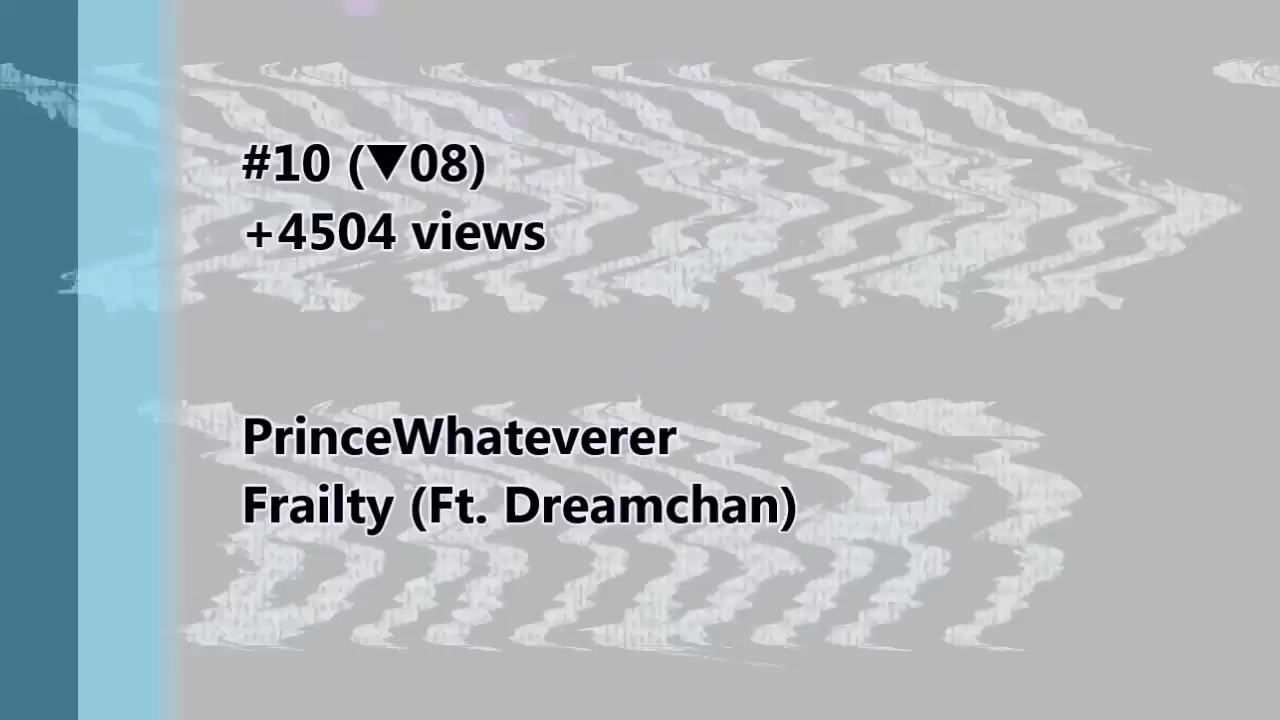 #10 (▼08)
+4504 views
PrinceWhateverer
Frailty (Ft. Dreamchan)